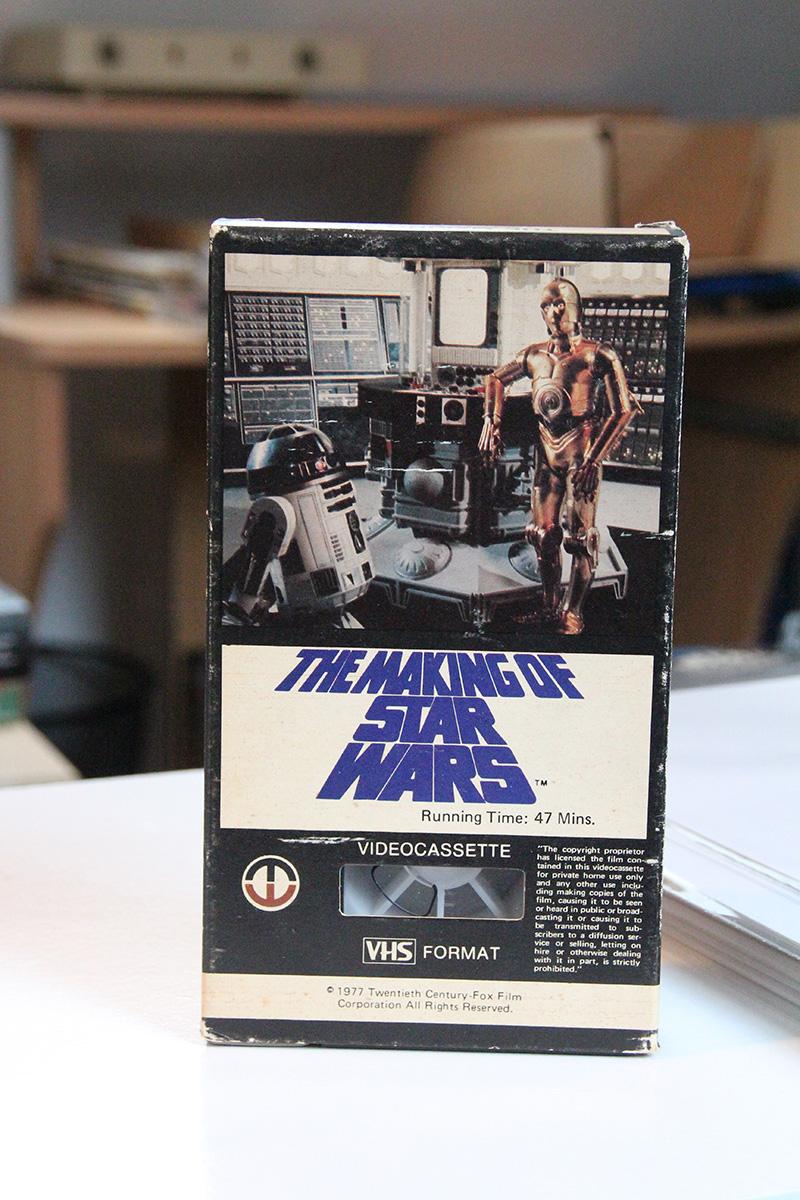 THE MAKING OF
STAR
WARS™
Running Time: 47 Mins.
VIDEOCASSETTE
VHS FORMAT
"The copyright proprietor
has licensed the film con-
tained in this videocassette
for private home use only
and any other use inclu-
ding making copies of the
film, causing it to be seen
or heard in public or broad-
casting it or causing it to
be transmitted to sub-
scribers to a diffusion ser-
vice or selling, letting on
hire or otherwise dealing
with it in part, is strictly
prohibited."
© 1977 Twentieth Century-Fox Film
Corporation All Rights Reserved.